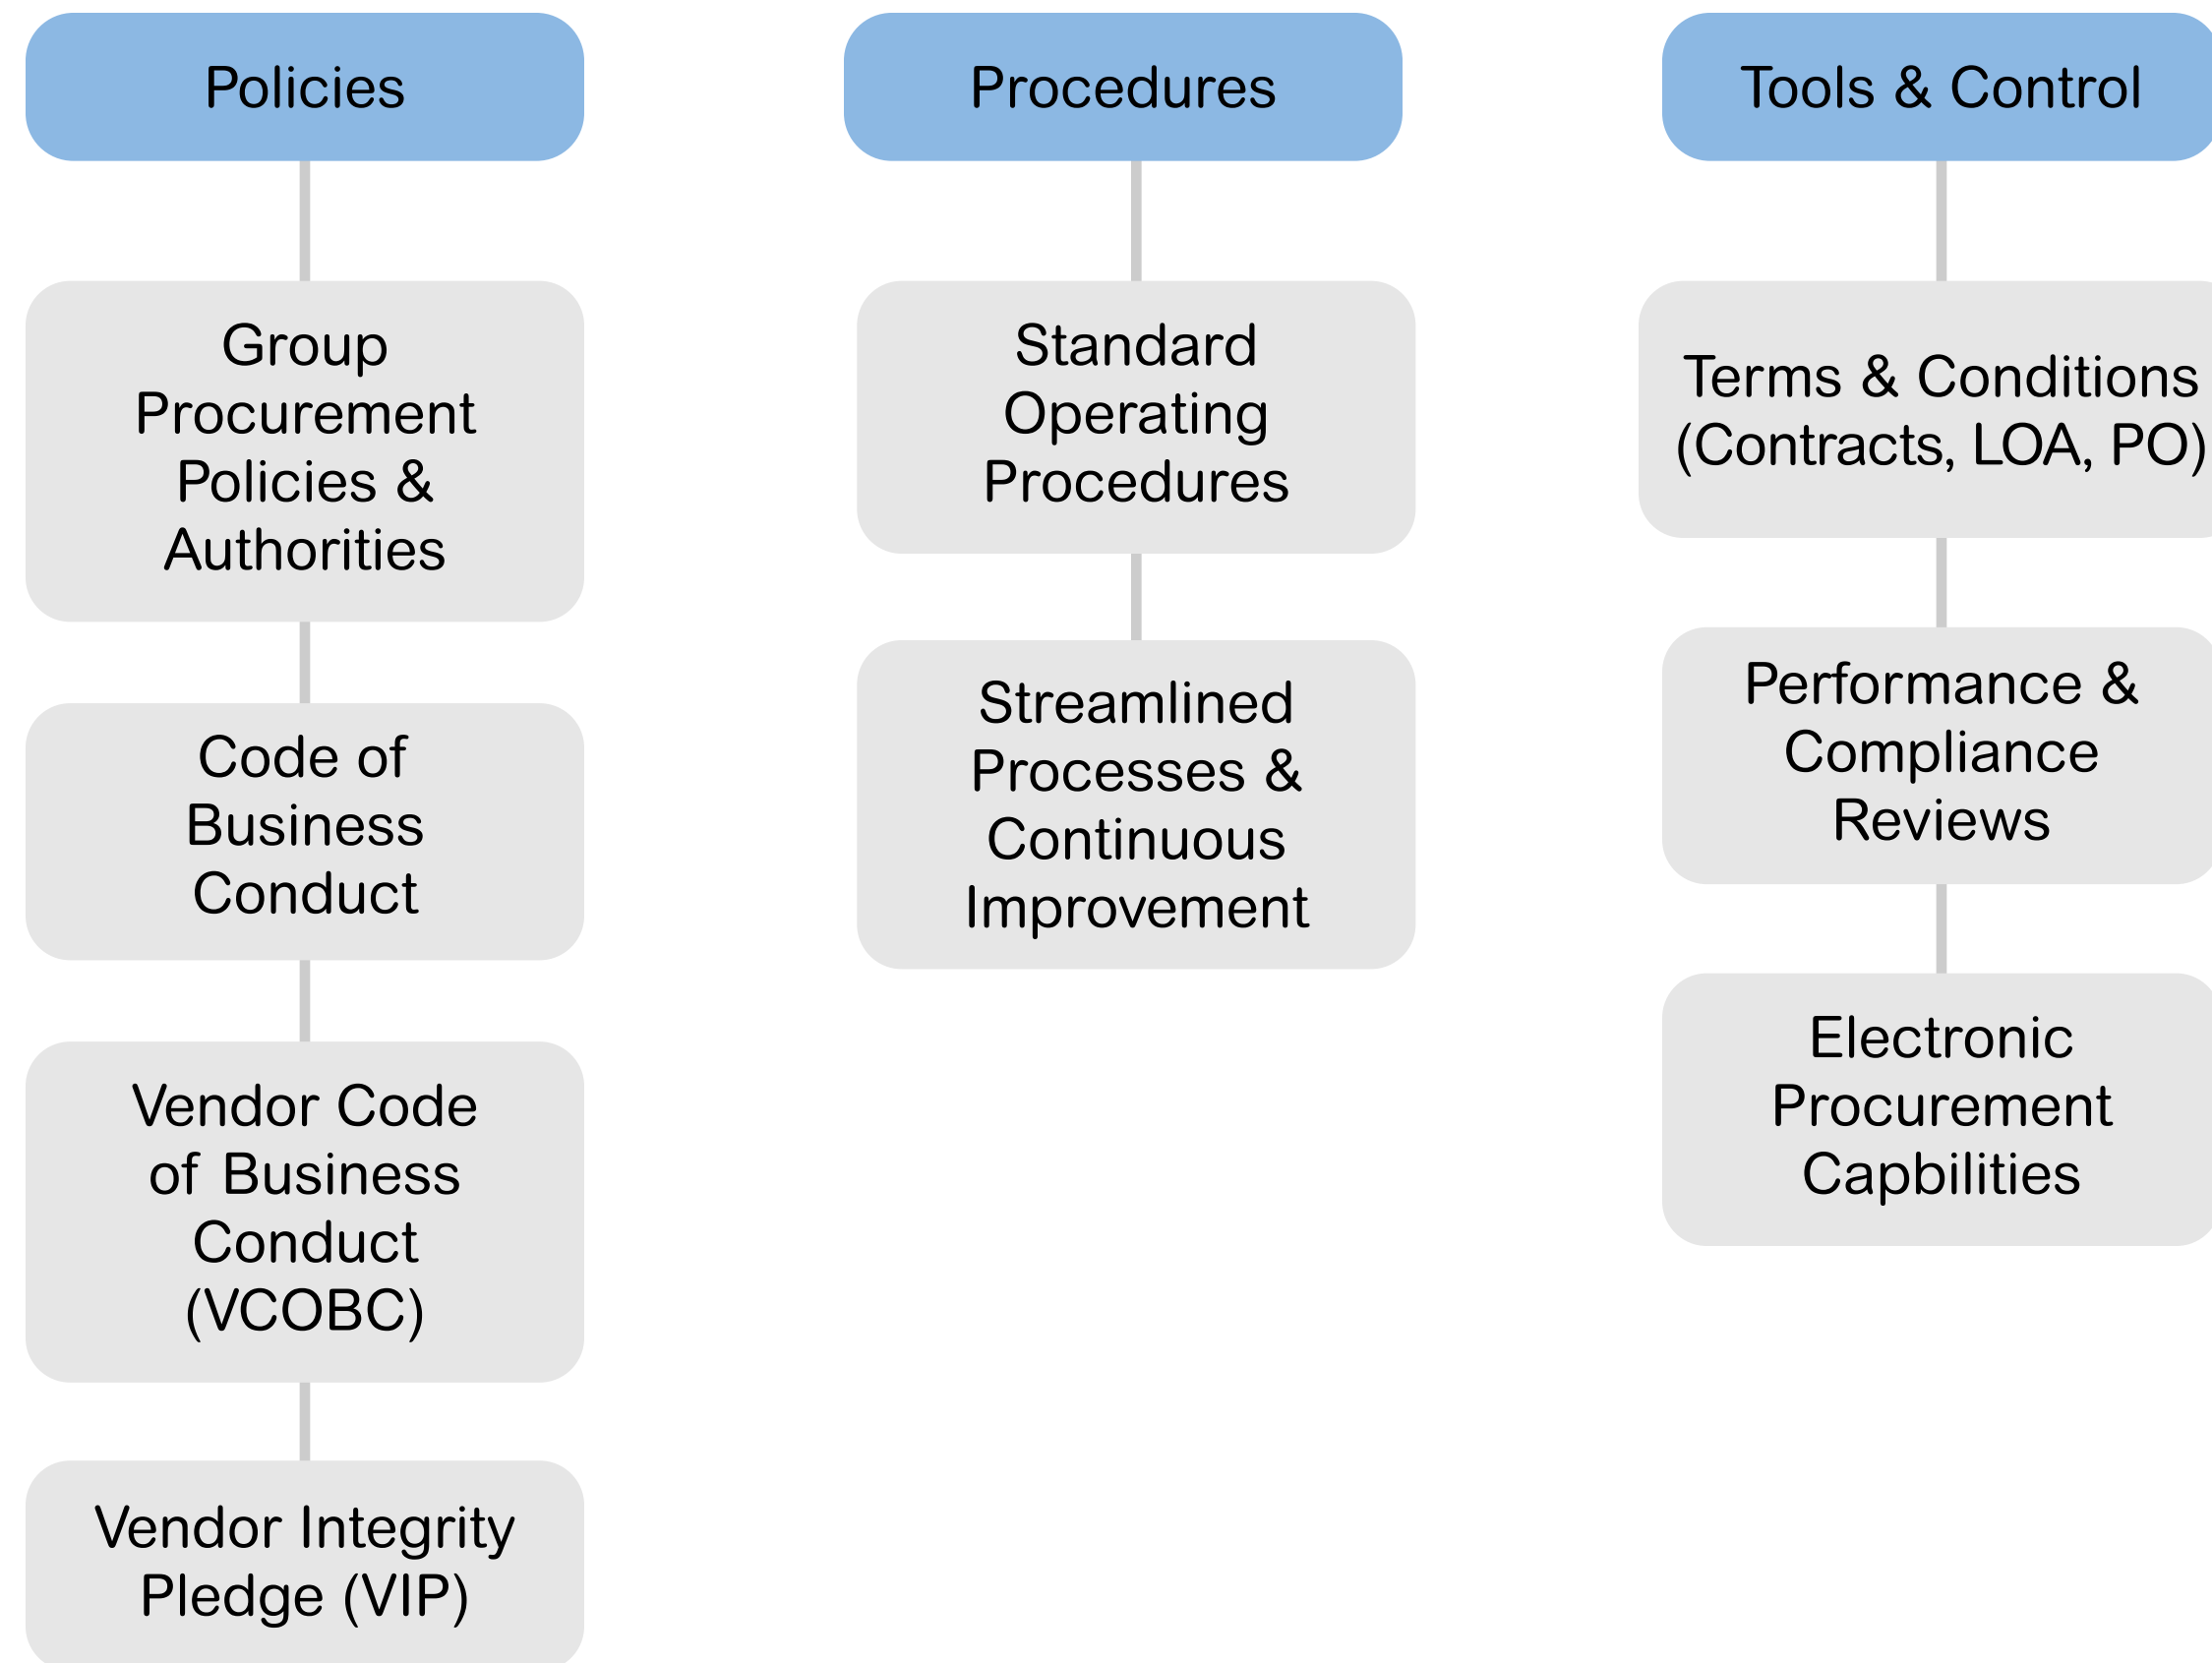 Policies
Group
Procurement
Policies &
Authorities
Code of
Business
Conduct
Vendor Code
of Business
Conduct
(VCOBC)
Vendor Integrity
Pledge (VIP)
Procedures
Standard
Operating
Procedures
Streamlined
Processes &
Continuous
Improvement
Tools & Control
Terms & Conditions
(Contracts, LOA, PO)
Performance &
Compliance
Reviews
Electronic
Procurement
Capbilities